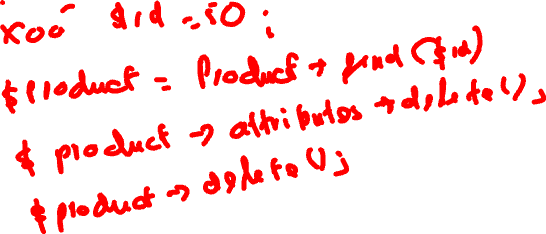 $id = 10;
$product = Product → find ($id)
$product → attributes → delete();
$product → delete();